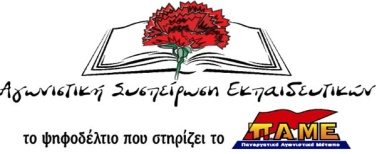 Αγωνιστική Συσπείρωση Εκπαιδευτικών
το ψηφοδέλτιο που στηρίζει το
ΠΑΜΕ
Πανεργατικό Αγωνιστικό Μέτωπο